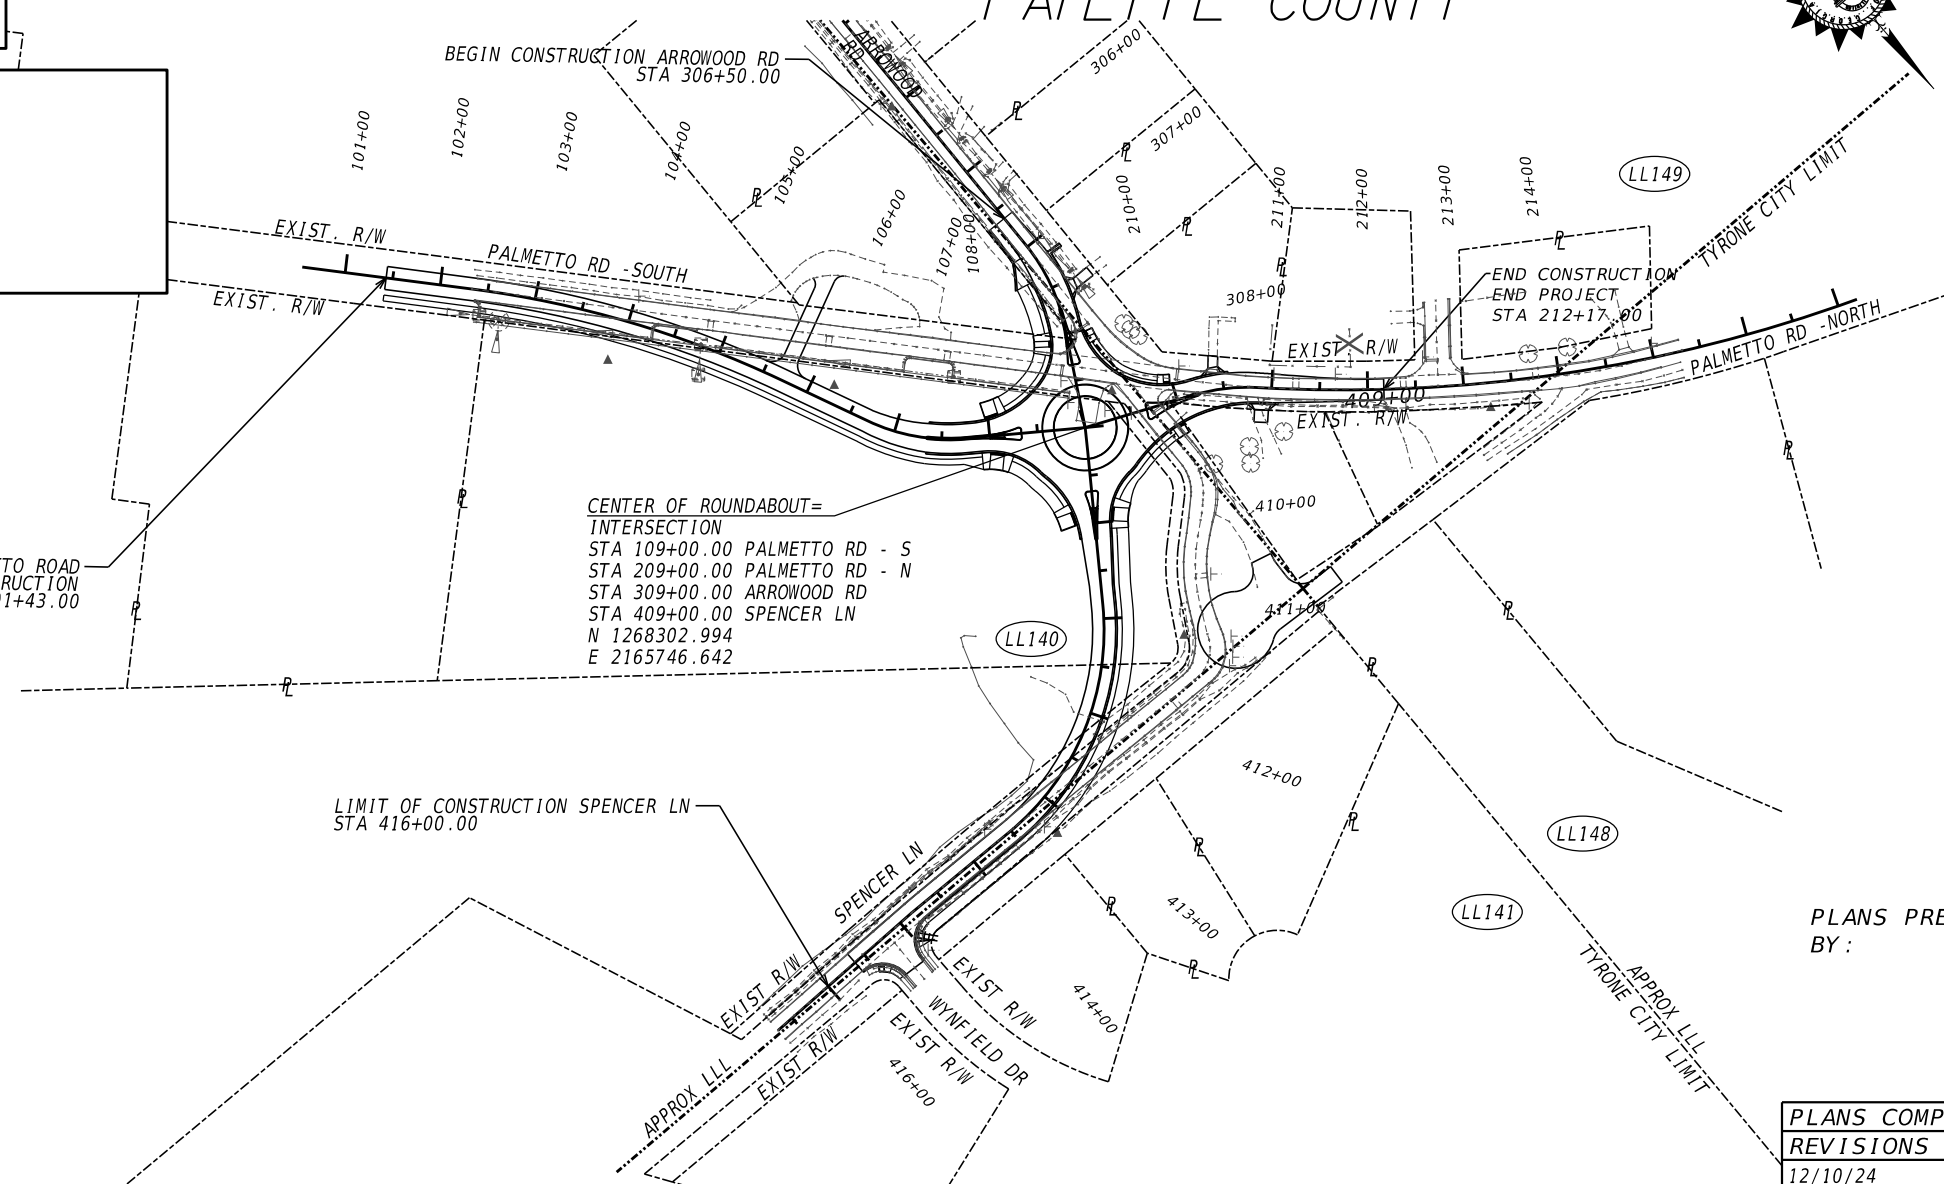 BEGIN CONSTRUCTION ARROWOOD RD
STA 306+50.00
ARROWOOD
RD
306+00
307+00
308+00
101+00
102+00
103+00
104+00
105+00
106+00
107+00
108+00
210+00
211+00
212+00
213+00
214+00
LL149
TYRONE CITY LIMIT
EXIST. R/W
PALMETTO RD -SOUTH
EXIST. R/W
END CONSTRUCTION
END PROJECT
STA 212+17.00
EXIST. R/W
PALMETTO RD -NORTH
409+00
EXIST. R/W
410+00
411+00
CENTER OF ROUNDABOUT=
INTERSECTION
STA 109+00.00 PALMETTO RD - S
STA 209+00.00 PALMETTO RD - N
STA 309+00.00 ARROWOOD RD
STA 409+00.00 SPENCER LN
N 1268302.994
E 2165746.642
TO ROAD
RUCTION
1+43.00
LL140
412+00
LIMIT OF CONSTRUCTION SPENCER LN
STA 416+00.00
SPENCER LN
LL148
LL141
413+00
414+00
416+00
EXIST R/W
EXIST R/W
WYNFIELD DR
EXIST R/W
EXIST R/W
APPROX LLL
APPROX LLL
TYRONE CITY LIMIT
PLANS PRE
BY:
PLANS COMP
REVISIONS
12/10/24